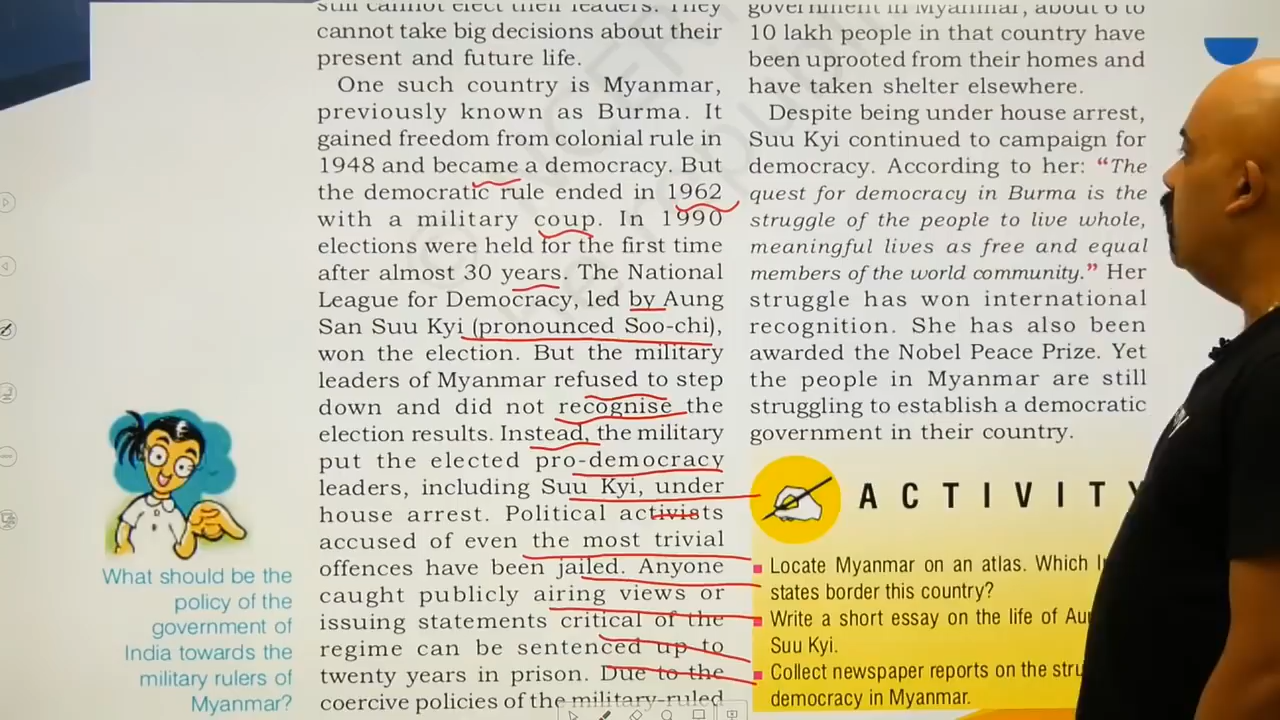 still cannot elect their leaders. They
cannot take big decisions about their
present and future life.
One such country is Myanmar,
previously known as Burma. It
gained freedom from colonial rule in
1948 and became a democracy. But
the democratic rule ended in 1962
with a military coup. In 1990
elections were held for the first time
after almost 30 years. The National
League for Democracy, led by Aung
San Suu Kyi (pronounced Soo-chi),
won the election. But the military
leaders of Myanmar refused to step
down and did not recognise the
election results. Instead, the military
put the elected pro-democracy
leaders, including Suu Kyi, under
house arrest. Political activists
accused of even the most trivial
offences have been jailed. Anyone
caught publicly airing views or
issuing statements critical of the
regime can be sentenced up to
twenty years in prison. Due to the
coercive policies of the military-ruled
government in Myanmar, about 6 to
10 lakh people in that country have
been uprooted from their homes and
have taken shelter elsewhere.
Despite being under house arrest,
Suu Kyi continued to campaign for
democracy. According to her: “The
quest for democracy in Burma is the
struggle of the people to live whole,
meaningful lives as free and equal
members of the world community.” Her
struggle has won international
recognition. She has also been
awarded the Nobel Peace Prize. Yet
the people in Myanmar are still
struggling to establish a democratic
government in their country.
What should be the
policy of the
government of
India towards the
military rulers of
Myanmar?
ACTIVITY
Locate Myanmar on an atlas. Which
states border this country?
Write a short essay on the life of
Suu Kyi.
Collect newspaper reports on the
democracy in Myanmar.